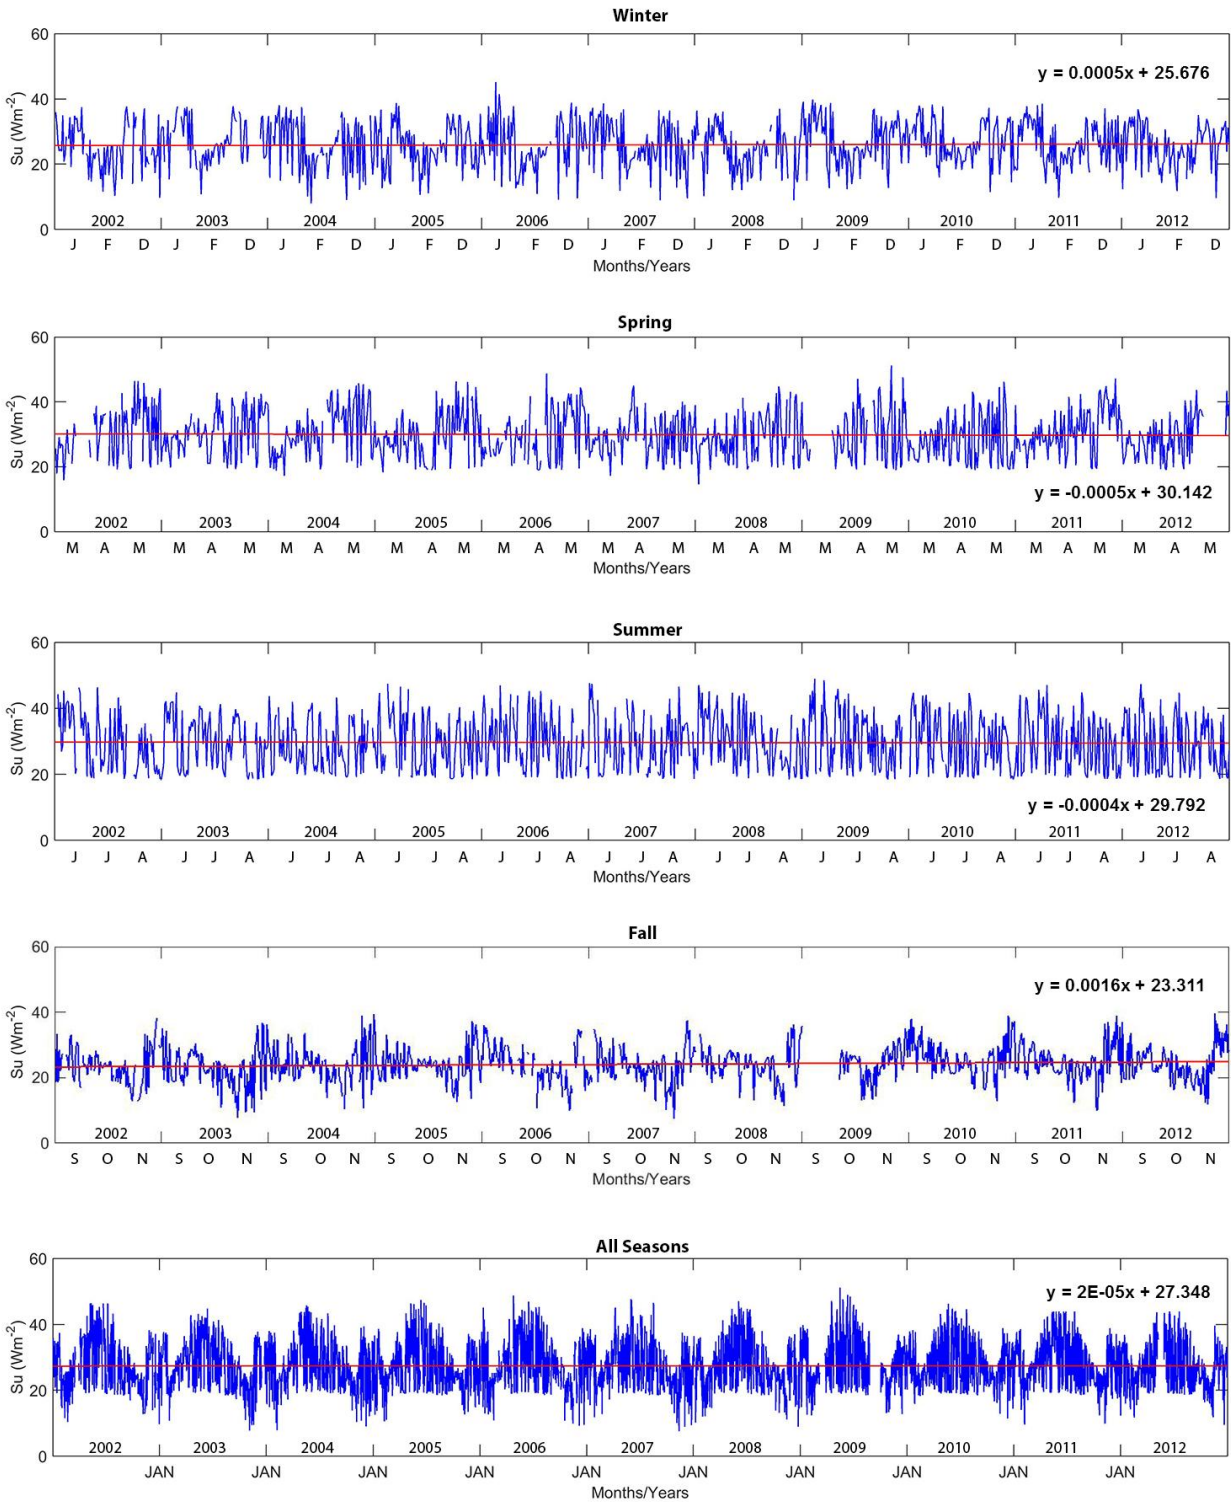 Winter
60
40
20
0
Su (Wm-2)
y = 0.0005x + 25.676
2002 2003 2004 2005 2006 2007 2008 2009 2010 2011 2012
J F D J F D J F D J F D J F D J F D J F D J F D J F D J F D J F D
Months/Years
Spring
60
40
20
0
Su (Wm-2)
y = -0.0005x + 30.142
2002 2003 2004 2005 2006 2007 2008 2009 2010 2011 2012
M A M M A M M A M M A M M A M M A M M A M M A M M A M M A M M A M
Months/Years
Summer
60
40
20
0
Su (Wm-2)
y = -0.0004x + 29.792
2002 2003 2004 2005 2006 2007 2008 2009 2010 2011 2012
J J A J J A J J A J J A J J A J J A J J A J J A J J A J J A J J A
Months/Years
Fall
60
40
20
0
Su (Wm-2)
y = 0.0016x + 23.311
2002 2003 2004 2005 2006 2007 2008 2009 2010 2011 2012
S O N S O N S O N S O N S O N S O N S O N S O N S O N S O N S O N
Months/Years
All Seasons
60
40
20
0
Su (Wm-2)
y = 2E-05x + 27.348
2002 2003 2004 2005 2006 2007 2008 2009 2010 2011 2012
JAN JAN JAN JAN JAN JAN JAN JAN JAN JAN
Months/Years